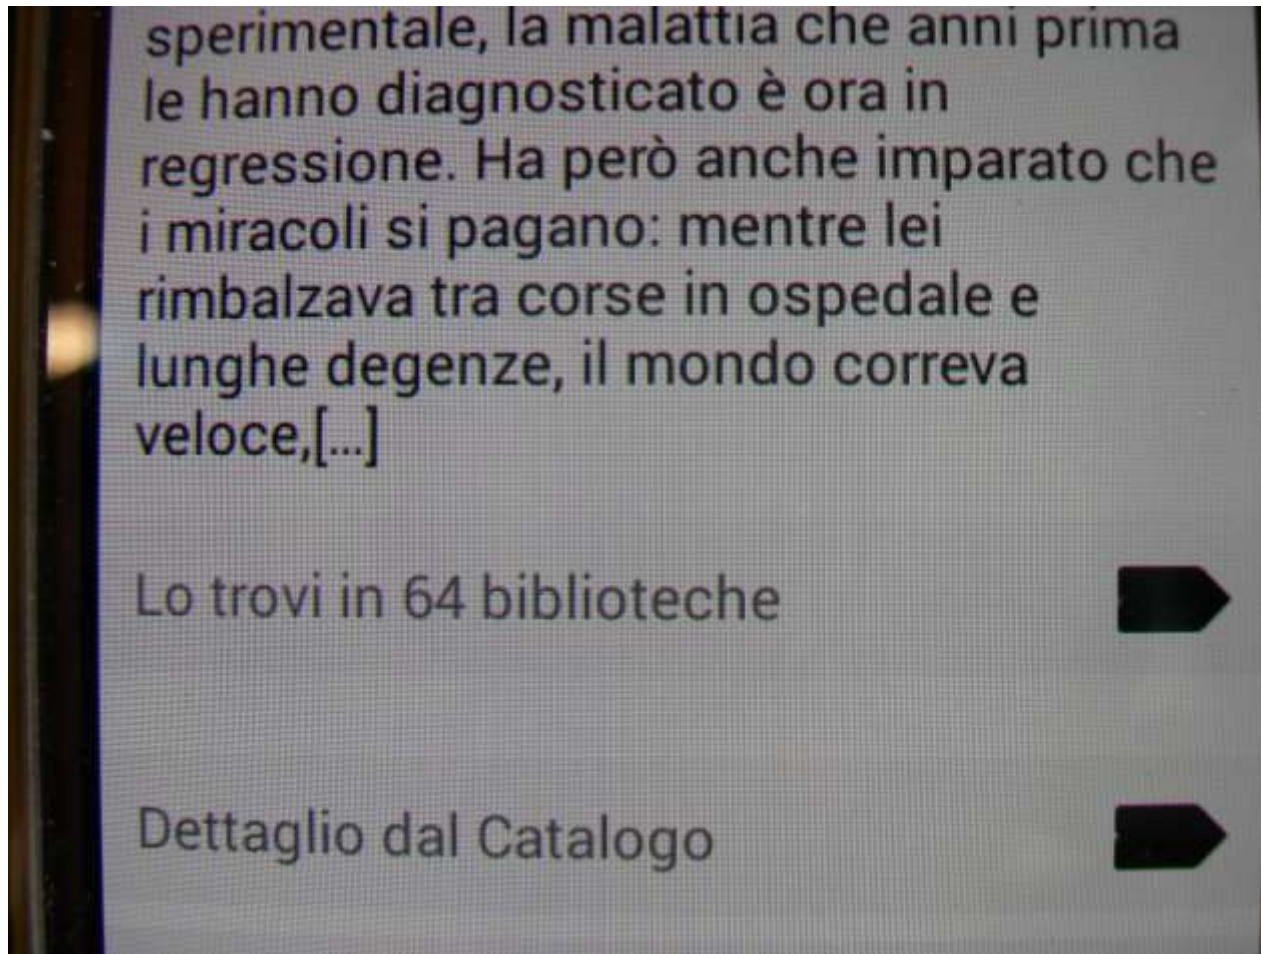 sperimentale, la malattia che anni prima
le hanno diagnosticato è ora in
regressione. Ha però anche imparato che
i miracoli si pagano: mentre lei
rimbalzava tra corse in ospedale e
lunghe degenze, il mondo correva
veloce,[...]
Lo trovi in 64 biblioteche
Dettaglio dal Catalogo